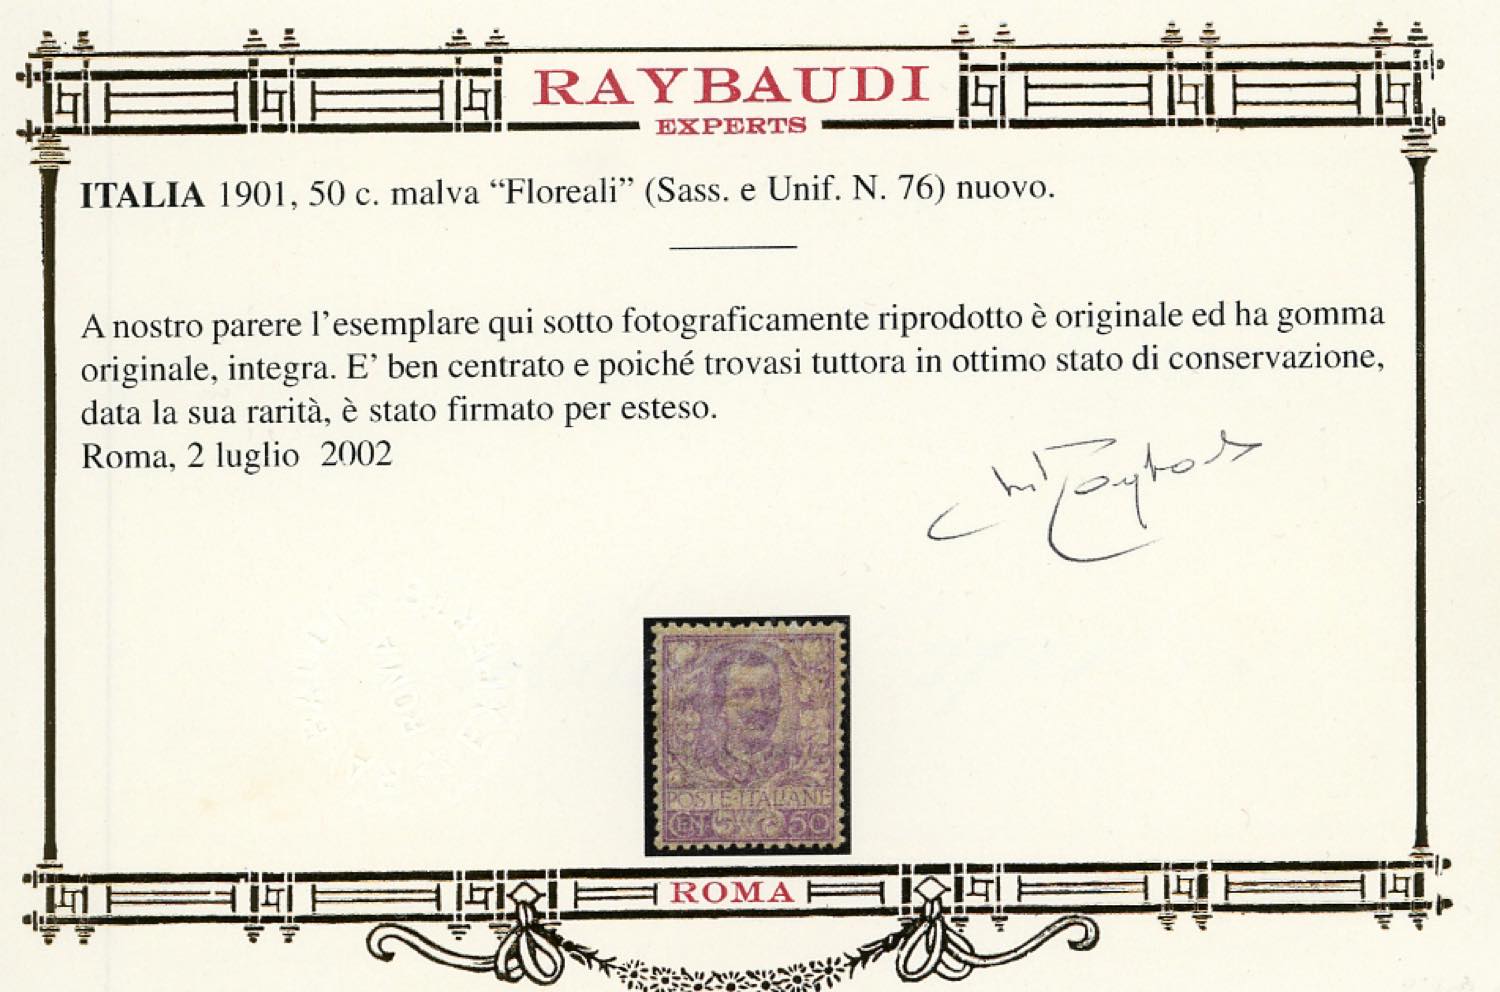 RAYBAUDI
EXPERTS
ITALIA 1901, 50 c. malva “Floreali” (Sass. e Unif. N. 76) nuovo.
A nostro parere l’esemplare qui sotto fotograficamente riprodotto è originale ed ha gomma
originale, integra. E’ ben centrato e poiché trovasi tuttora in ottimo stato di conservazione,
data la sua rarità, è stato firmato per esteso.
Roma, 2 luglio 2002
POSTE ITALIANE
CEN 50
ROMA